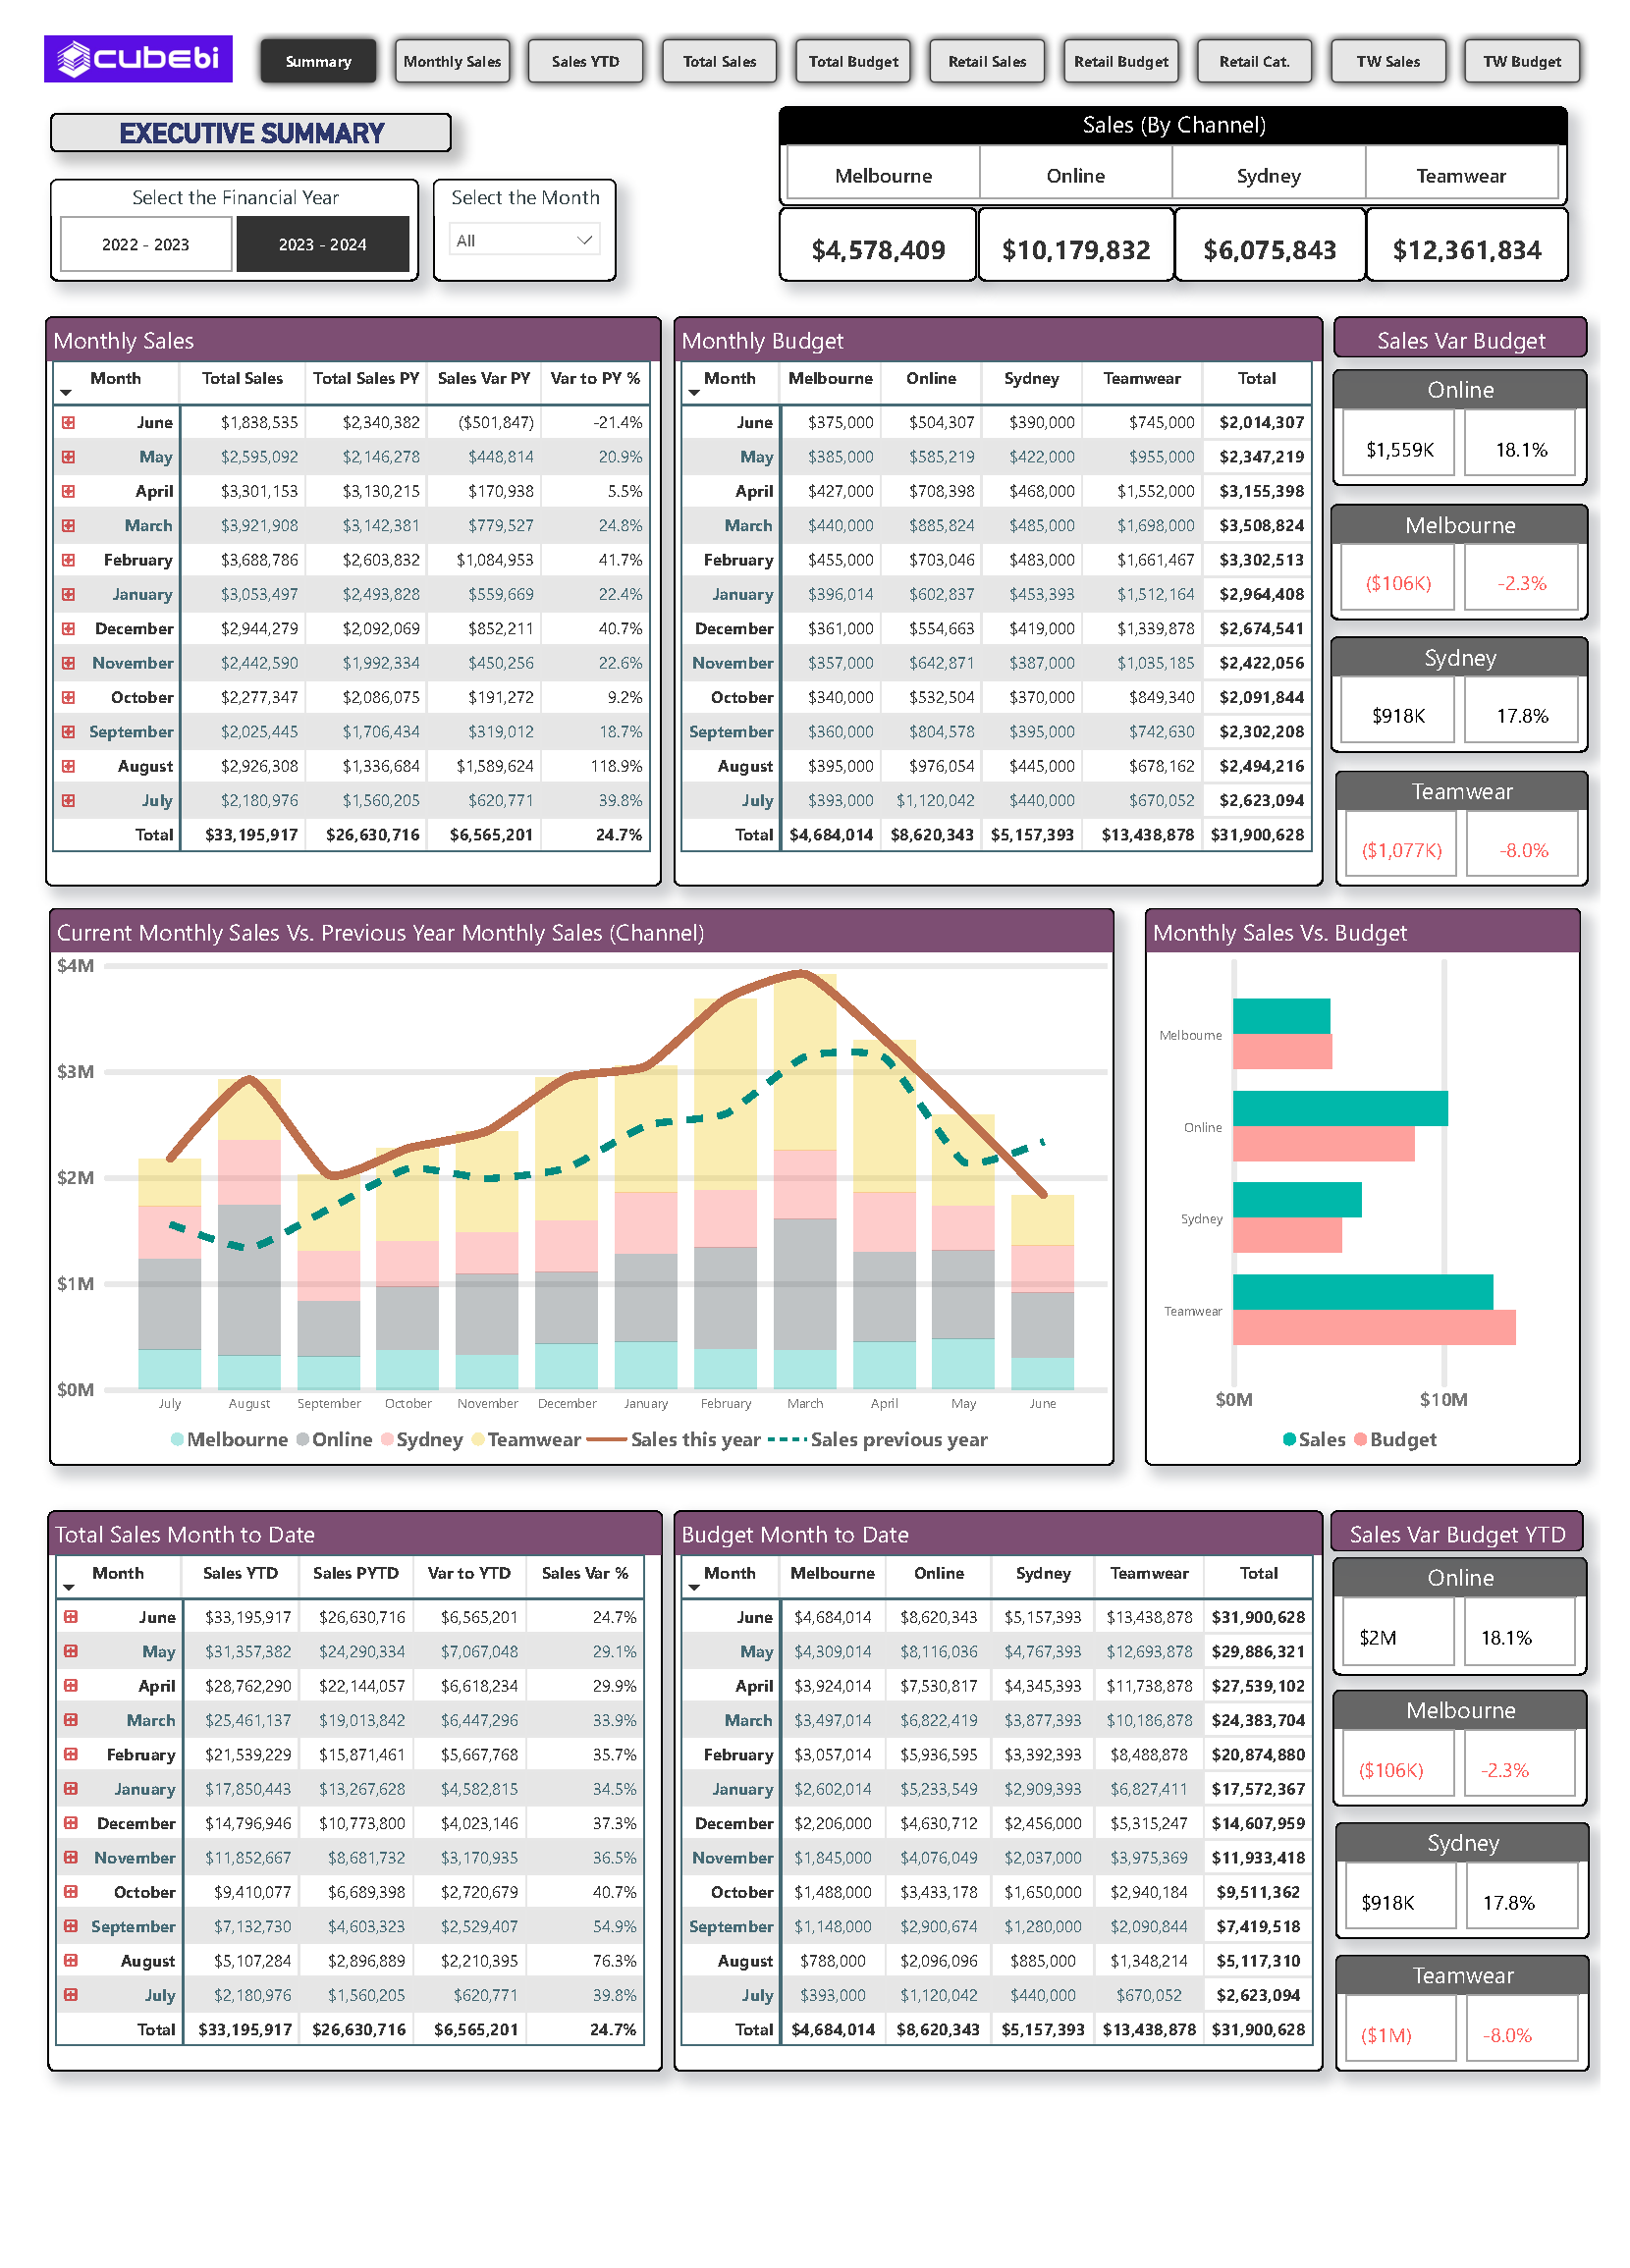 cubebi
Summary Monthly Sales Sales YTD Total Sales Total Budget Retail Sales Retail Budget Retail Cat. TW Sales TW Budget
EXECUTIVE SUMMARY
Select the Financial Year
2022 - 2023 2023 - 2024
Select the Month
All
Sales (By Channel)
Melbourne Online Sydney Teamwear
$4,578,409 $10,179,832 $6,075,843 $12,361,834
Monthly Sales
Month Total Sales Total Sales PY Sales Var PY Var to PY %
June $1,838,535 $2,340,382 ($501,847) -21.4%
May $2,595,092 $2,146,278 $448,814 20.9%
April $3,301,153 $3,130,215 $170,938 5.5%
March $3,921,908 $3,142,381 $779,527 24.8%
February $3,688,786 $2,603,832 $1,084,953 41.7%
January $3,053,497 $2,493,828 $559,669 22.4%
December $2,944,279 $2,092,069 $852,211 40.7%
November $2,442,590 $1,992,334 $450,256 22.6%
October $2,277,347 $2,086,075 $191,272 9.2%
September $2,025,445 $1,706,434 $319,012 18.7%
August $2,926,308 $1,336,684 $1,589,624 118.9%
July $2,180,976 $1,560,205 $620,771 39.8%
Total $33,195,917 $26,630,716 $6,565,201 24.7%
Monthly Budget
Month Melbourne Online Sydney Teamwear Total
June $375,000 $504,307 $390,000 $745,000 $2,014,307
May $385,000 $585,219 $422,000 $955,000 $2,347,219
April $427,000 $708,398 $468,000 $1,552,000 $3,155,398
March $440,000 $885,824 $485,000 $1,698,000 $3,508,824
February $455,000 $703,046 $483,000 $1,661,467 $3,302,513
January $396,014 $602,837 $453,393 $1,512,164 $2,964,408
December $361,000 $554,663 $419,000 $1,339,878 $2,674,541
November $357,000 $642,871 $387,000 $1,035,185 $2,422,056
October $340,000 $532,504 $370,000 $849,340 $2,091,844
September $360,000 $804,578 $395,000 $742,630 $2,302,208
August $395,000 $976,054 $445,000 $678,162 $2,494,216
July $393,000 $1,120,042 $440,000 $670,052 $2,623,094
Total $4,684,014 $8,620,343 $5,157,393 $13,438,878 $31,900,628
Sales Var Budget
Online
$1,559K 18.1%
Melbourne
($106K) -2.3%
Sydney
$918K 17.8%
Teamwear
($1,077K) -8.0%
Current Monthly Sales Vs. Previous Year Monthly Sales (Channel)
$4M
$3M
$2M
$1M
$0M
July August September October November December January February March April May June
Melbourne Online Sydney Teamwear Sales this year Sales previous year
Monthly Sales Vs. Budget
Melbourne
Online
Sydney
Teamwear
$0M $10M
Sales Budget
Total Sales Month to Date
Month Sales YTD Sales PYTD Var to YTD Sales Var %
June $33,195,917 $26,630,716 $6,565,201 24.7%
May $31,357,382 $24,290,334 $7,067,048 29.1%
April $28,762,290 $22,144,057 $6,618,234 29.9%
March $25,461,137 $19,013,842 $6,447,296 33.9%
February $21,539,229 $15,871,461 $5,667,768 35.7%
January $17,850,443 $13,267,628 $4,582,815 34.5%
December $14,796,946 $10,773,800 $4,023,146 37.3%
November $11,852,667 $8,681,732 $3,170,935 36.5%
October $9,410,077 $6,689,398 $2,720,679 40.7%
September $7,132,730 $4,603,323 $2,529,407 54.9%
August $5,107,284 $2,896,889 $2,210,395 76.3%
July $2,180,976 $1,560,205 $620,771 39.8%
Total $33,195,917 $26,630,716 $6,565,201 24.7%
Budget Month to Date
Month Melbourne Online Sydney Teamwear Total
June $4,684,014 $8,620,343 $5,157,393 $13,438,878 $31,900,628
May $4,309,014 $8,116,036 $4,767,393 $12,693,878 $29,886,321
April $3,924,014 $7,530,817 $4,345,393 $11,738,878 $27,539,102
March $3,497,014 $6,822,419 $3,877,393 $10,186,878 $24,383,704
February $3,057,014 $5,936,595 $3,392,393 $8,488,878 $20,874,880
January $2,602,014 $5,233,549 $2,909,393 $6,827,411 $17,572,367
December $2,206,000 $4,630,712 $2,456,000 $5,315,247 $14,607,959
November $1,845,000 $4,076,049 $2,037,000 $3,975,369 $11,933,418
October $1,488,000 $3,433,178 $1,650,000 $2,940,184 $9,511,362
September $1,148,000 $2,900,674 $1,280,000 $2,090,844 $7,419,518
August $788,000 $2,096,096 $885,000 $1,348,214 $5,117,310
July $393,000 $1,120,042 $440,000 $670,052 $2,623,094
Total $4,684,014 $8,620,343 $5,157,393 $13,438,878 $31,900,628
Sales Var Budget YTD
Online
$2M 18.1%
Melbourne
($106K) -2.3%
Sydney
$918K 17.8%
Teamwear
($1M) -8.0%